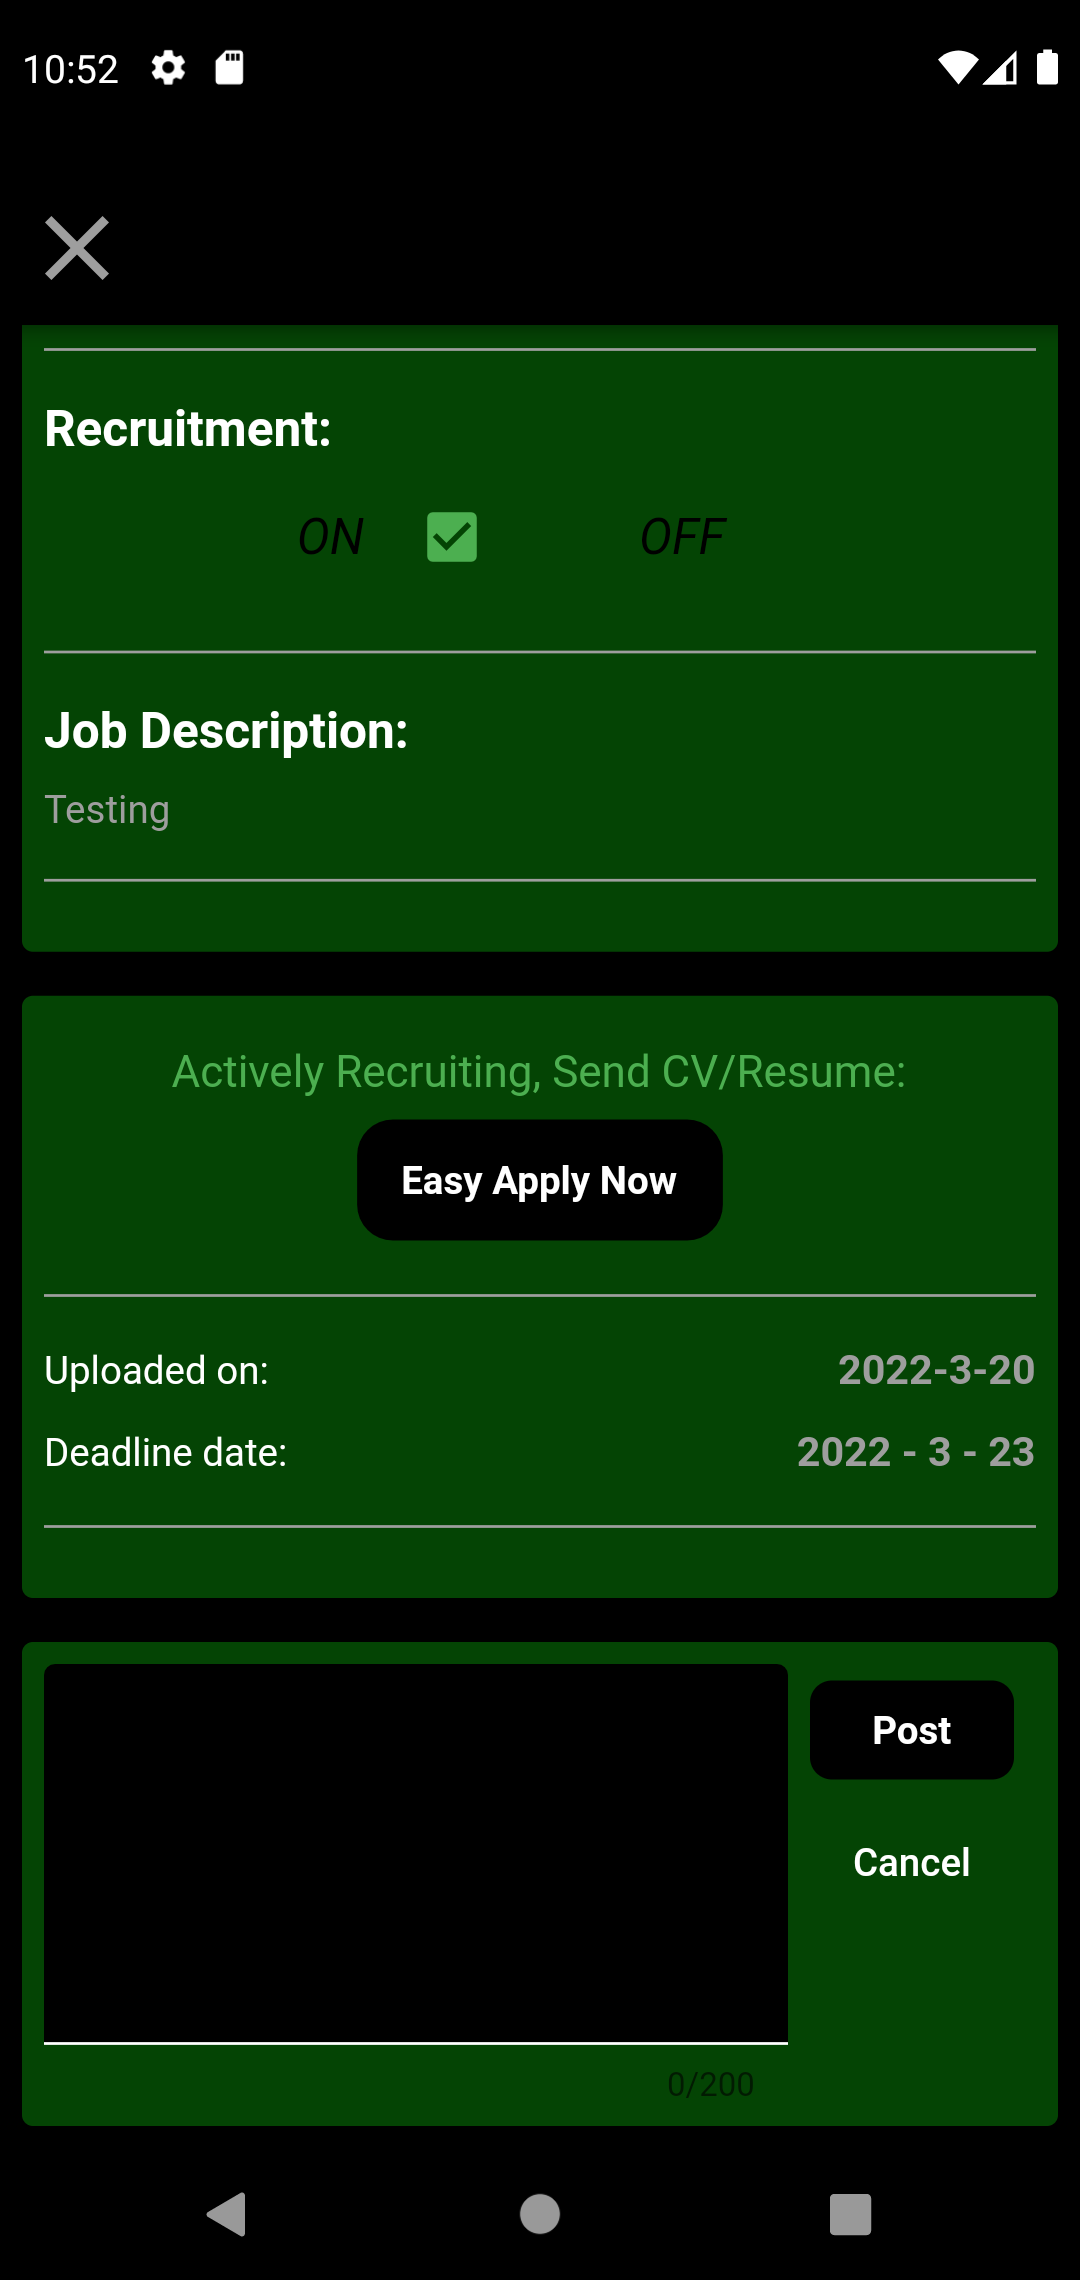 10:52
Recruitment:
ON OFF
Job Description:
Testing
Actively Recruiting, Send CV/Resume:
Easy Apply Now
Uploaded on: 2022-3-20
Deadline date: 2022 - 3 - 23
Post
Cancel
0/200